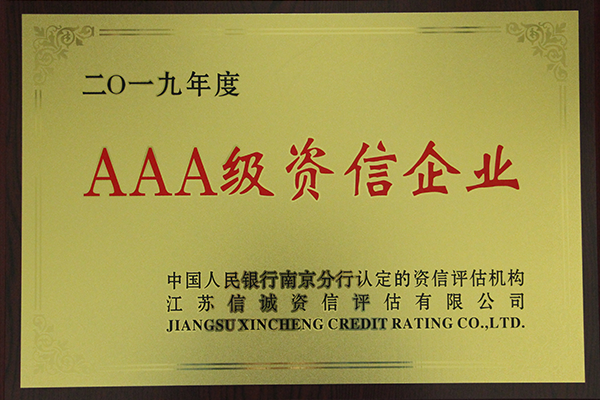 二〇一九年度
AAA级资信企业
中国人民银行南京分行认定的资信评估机构
江苏信诚资信评估有限公司
JIANGSU XINCHENG CREDIT RATING CO.,LTD.